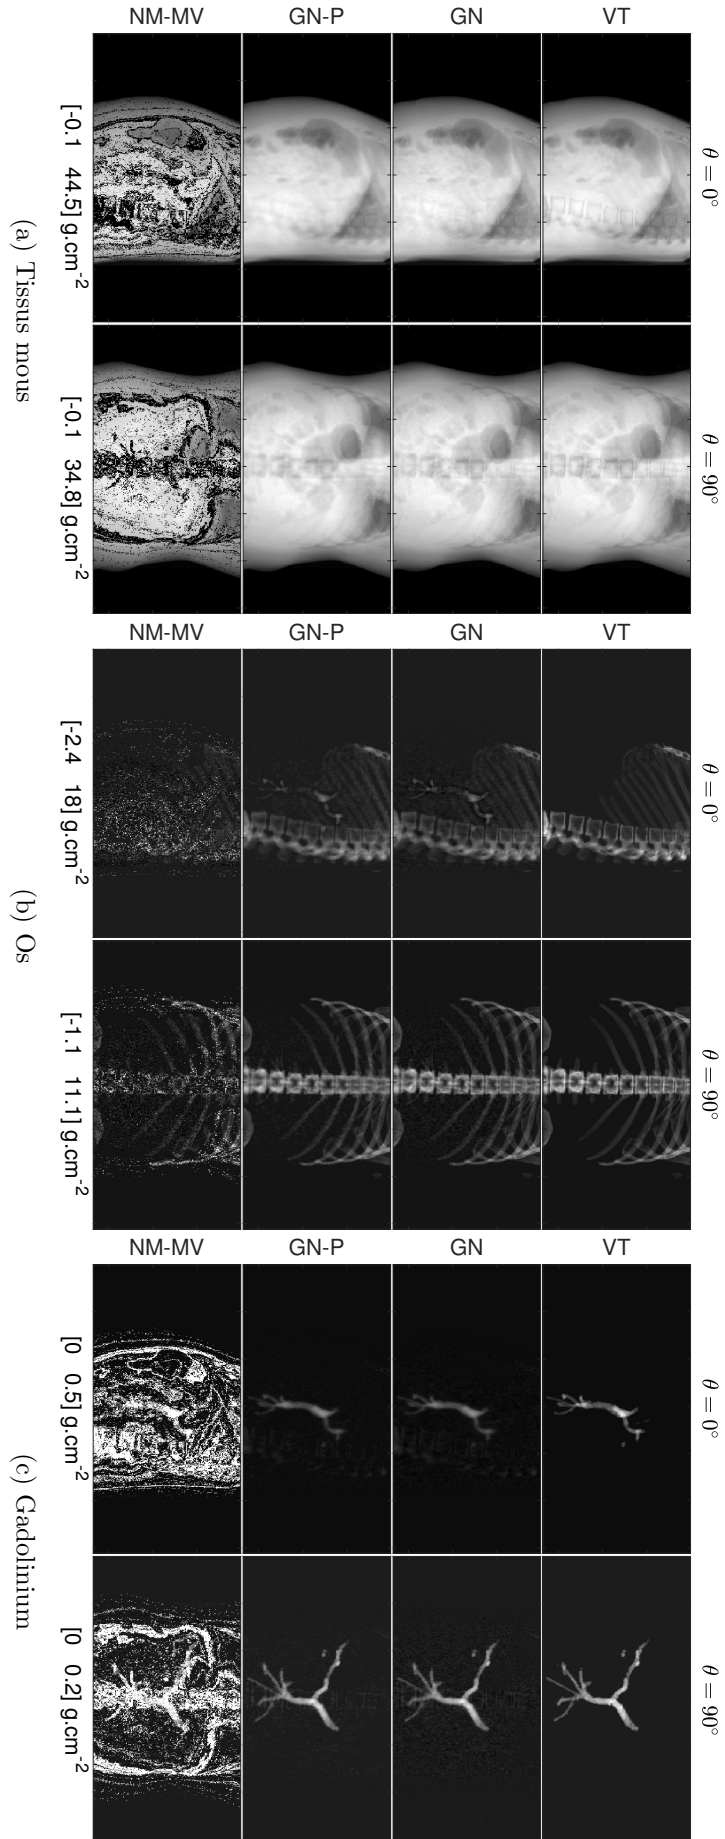 NM-MV GN-P GN VT
θ = 0°
[-0.1 44.5] g.cm-2
θ = 90°
[-0.1 34.8] g.cm-2
(a) Tissus mous
NM-MV GN-P GN VT
θ = 0°
[-2.4 18] g.cm-2
θ = 90°
[-1.1 11.1] g.cm-2
(b) Os
NM-MV GN-P GN VT
θ = 0°
[0 0.5] g.cm-2
θ = 90°
[0 0.2] g.cm-2
(c) Gadolinium